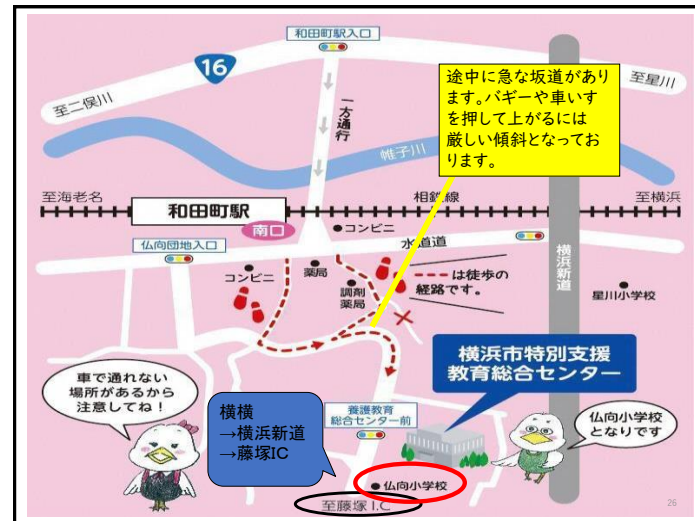 和田町駅入口
16
至二俣川
至星川
一方通行
途中に急な坂道があり
ます。バギーや車いす
を押して上がるには
厳しい傾斜となってお
ります。
帷子川
至海老名
相鉄線
至横浜
和田町駅
南口
コンビニ
水道道
仏向団地入口
コンビニ
薬局
調剤
薬局
は徒歩の
経路です。
横浜新道
星川小学校
横浜市特別支援
教育総合センター
車で通れない
場所があるから
注意してね！
横横
→横浜新道
→藤塚IC
養護教育
総合センター前
仏向小学校
となりです
仏向小学校
至藤塚I.C
26